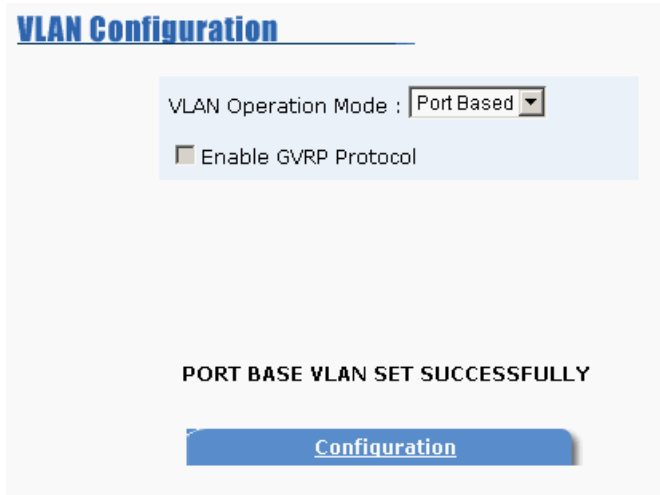 VLAN Configuration
VLAN Operation Mode : Port Based
Enable GVRP Protocol
PORT BASE VLAN SET SUCCESSFULLY
Configuration